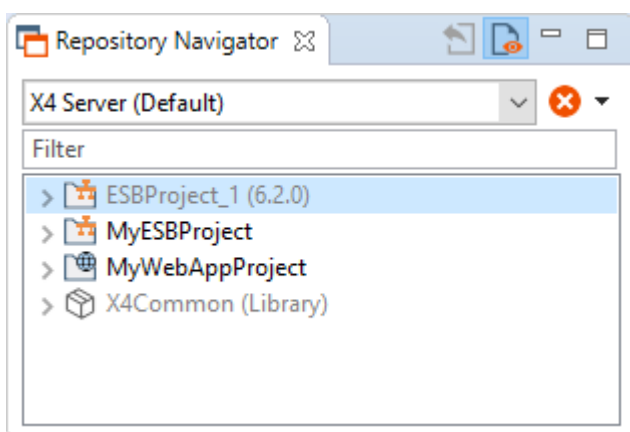 Repository Navigator
X4 Server (Default)
Filter
ESBProject_1 (6.2.0)
MyESBProject
MyWebAppProject
X4Common (Library)